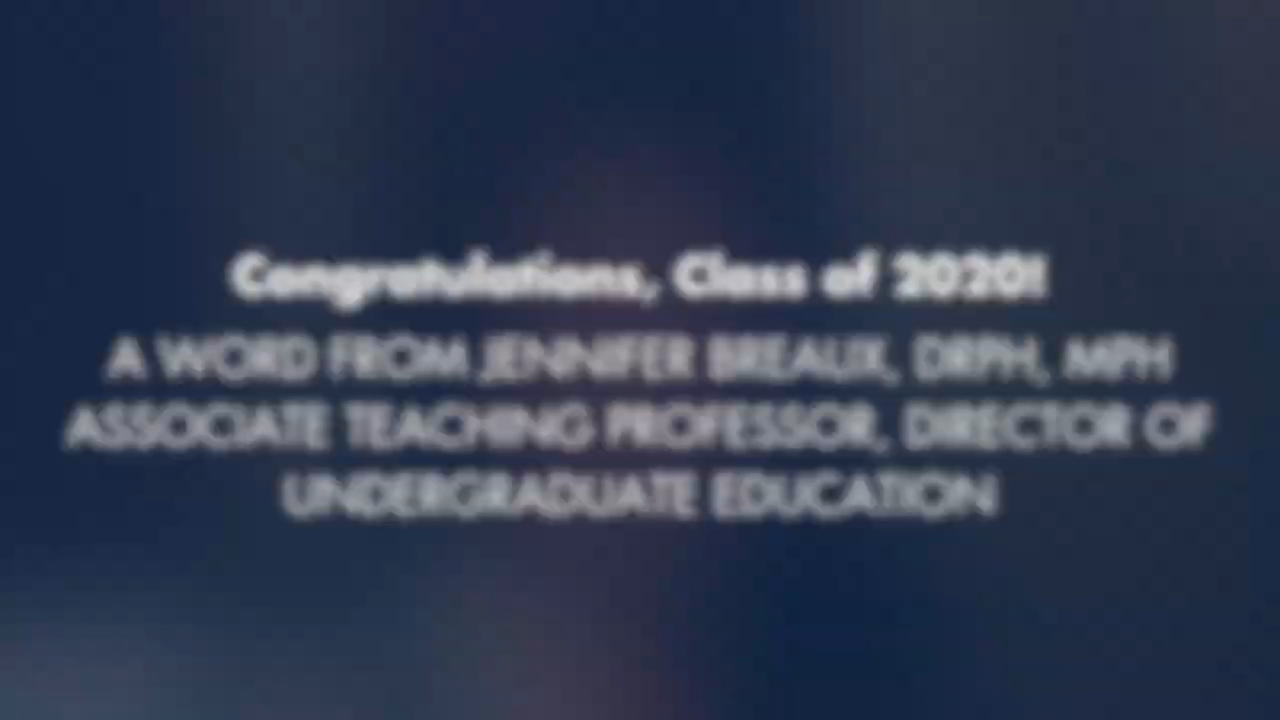 Congratulations, Class of 2020!
A WORD FROM JENNIFER BREAUX, DRPH, MPH
ASSOCIATE TEACHING PROFESSOR, DIRECTOR OF
UNDERGRADUATE EDUCATION